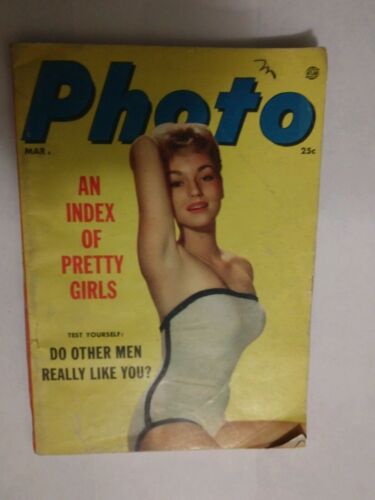 Photo
MAR.
25c
AN
INDEX
OF
PRETTY
GIRLS
TEST YOURSELF:
DO OTHER MEN
REALLY LIKE YOU?